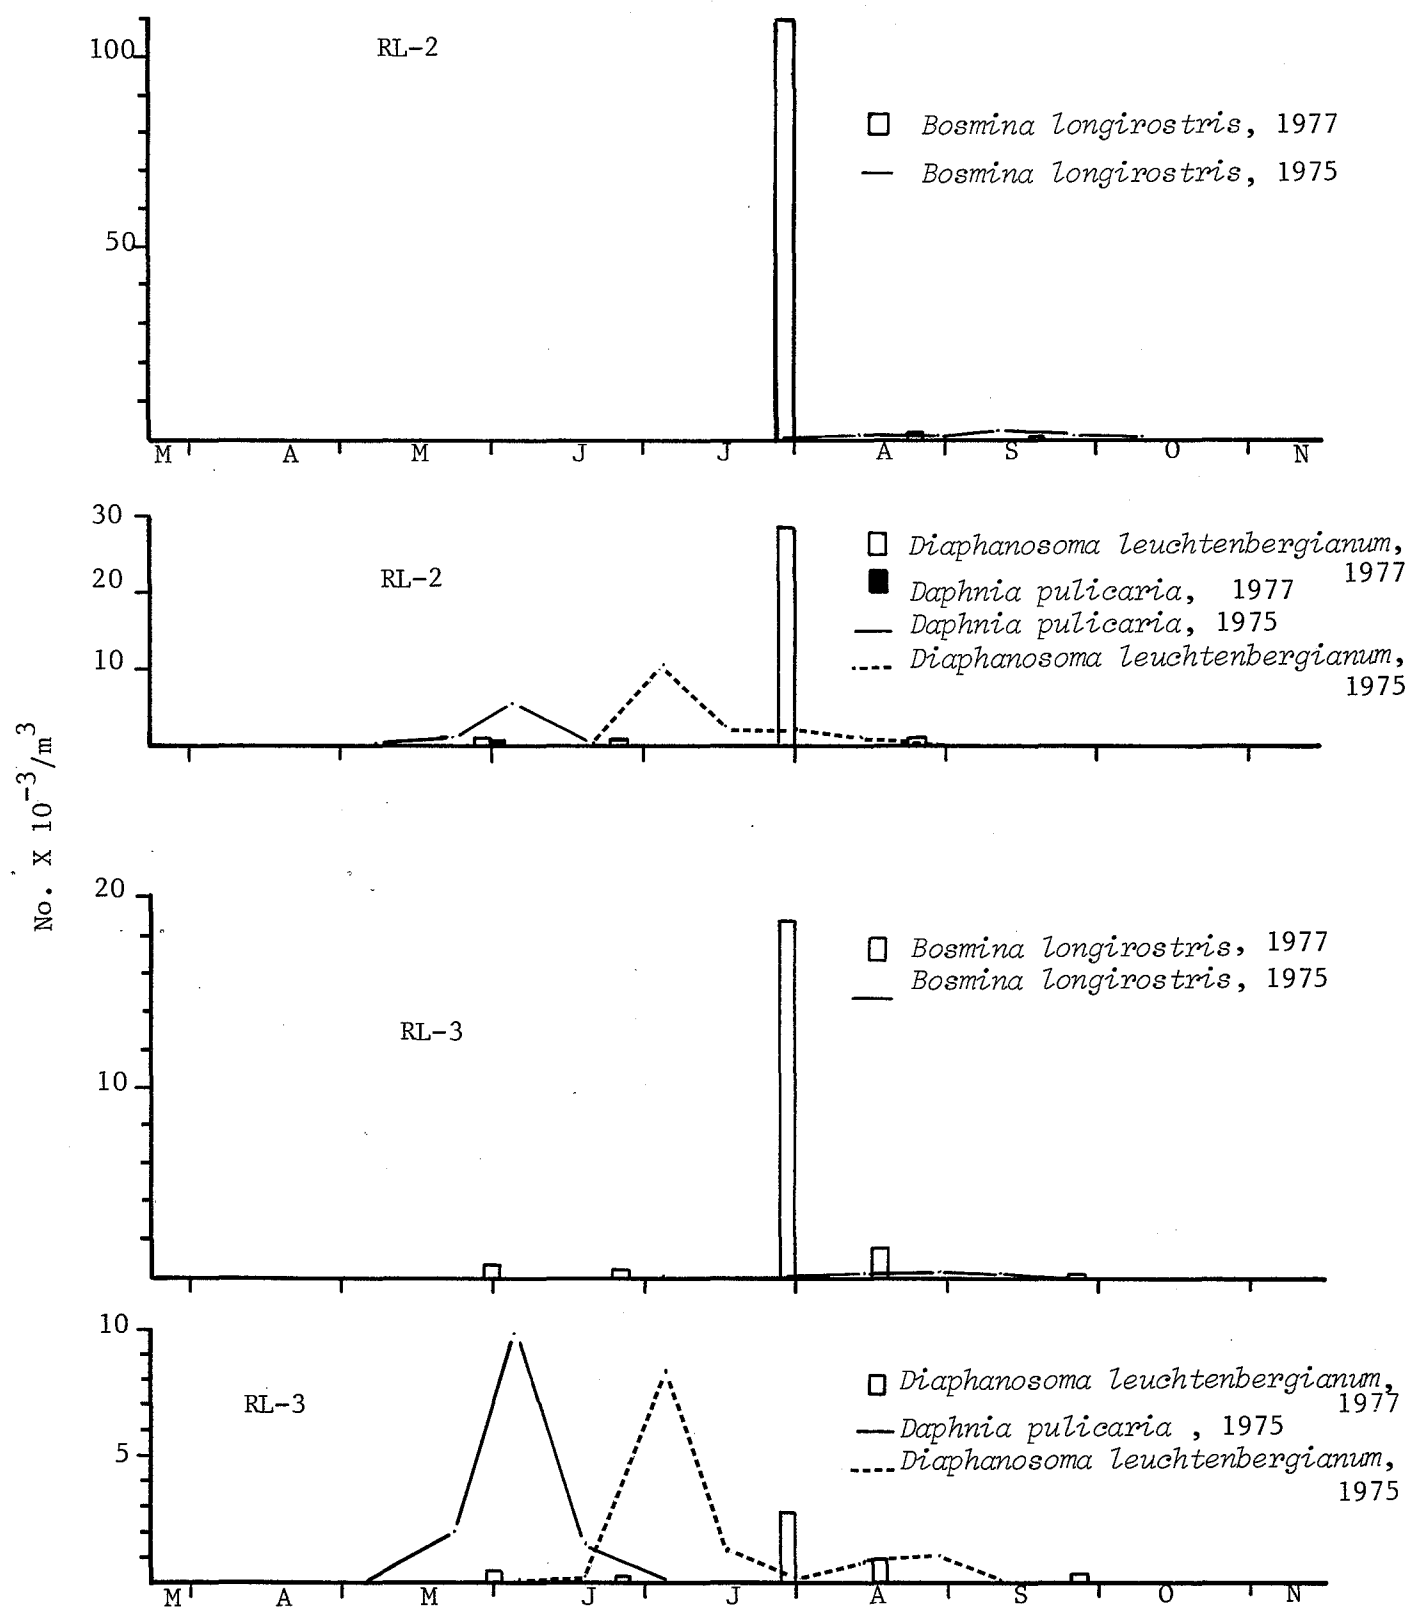 No. X 10⁻³/m³
100
50
RL-2
Bosmina longirostris, 1977
Bosmina longirostris, 1975
M A M J J A S O N
30
20
10
RL-2
Diaphanosoma leuchtenbergianum,
1977
Daphnia pulicaria, 1977
Daphnia pulicaria, 1975
Diaphanosoma leuchtenbergianum,
1975
20
10
RL-3
Bosmina longirostris, 1977
Bosmina longirostris, 1975
10
5
RL-3
Diaphanosoma leuchtenbergianum,
1977
Daphnia pulicaria , 1975
Diaphanosoma leuchtenbergianum,
1975
M A M J J A S O N